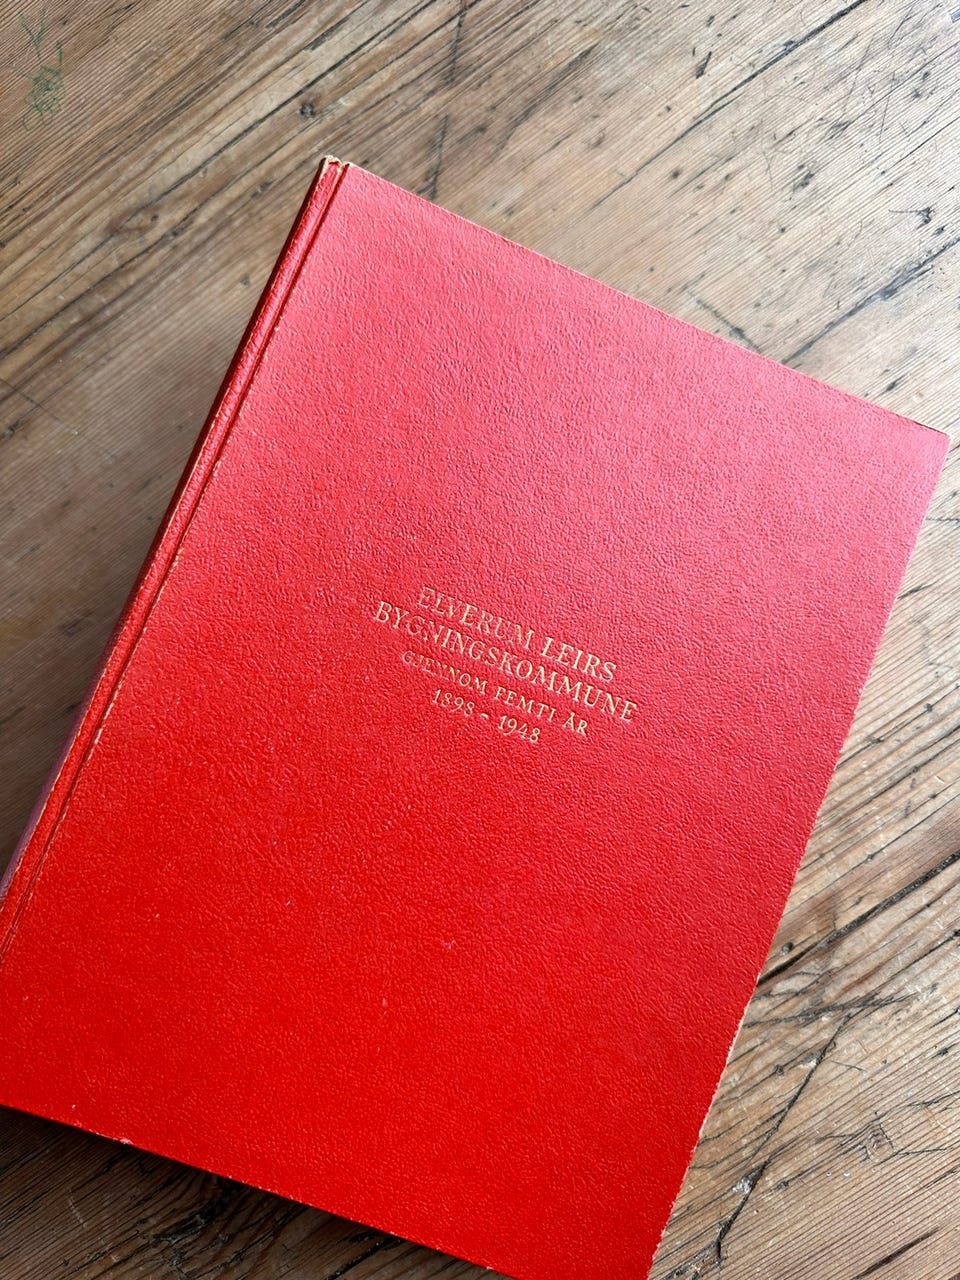 ELVERUM LEIRS
BYGNINGSKOMMUNE
GJENNOM FEMTI ÅR
1898 - 1948